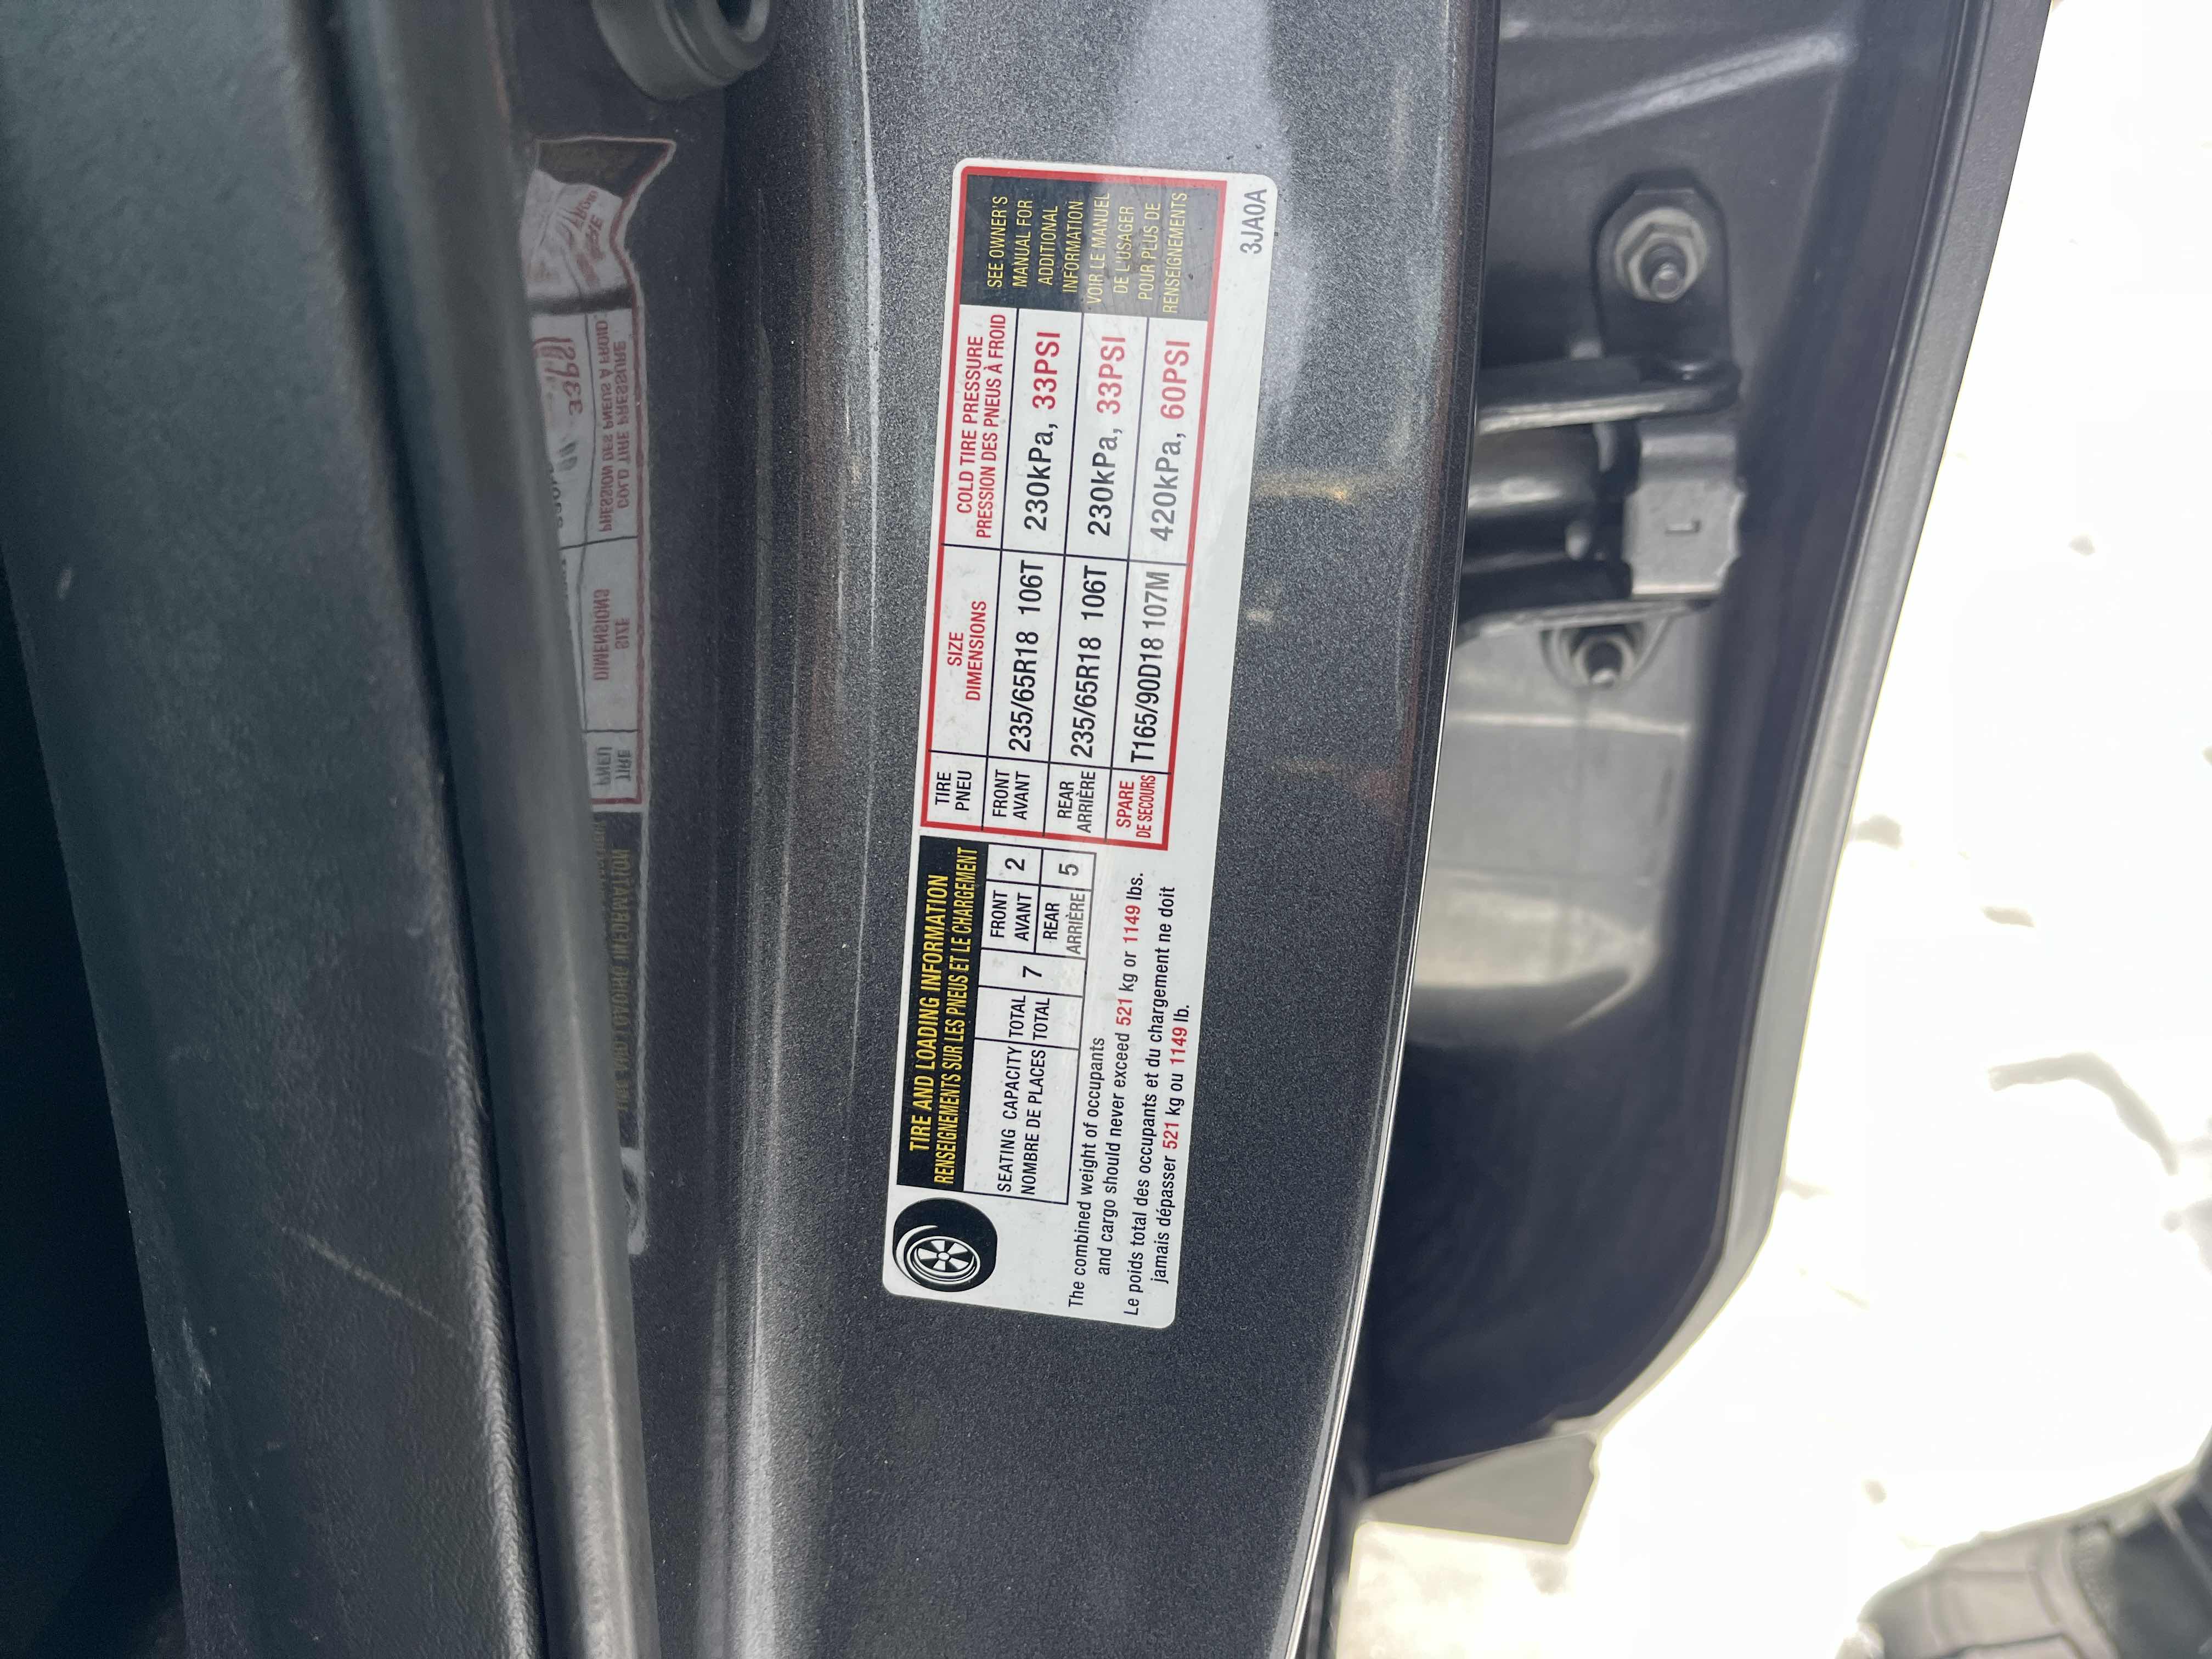 TIRE AND LOADING INFORMATION
RENSEIGNEMENTS SUR LES PNEUS ET LE CHARGEMENT
SEATING CAPACITY TOTAL 7 FRONT 2
NOMBRE DE PLACES TOTAL AVANT
REAR 5
ARRIÈRE
The combined weight of occupants
and cargo should never exceed 521 kg or 1149 lbs.
Le poids total des occupants et du chargement ne doit
jamais dépasser 521 kg ou 1149 lb.
TIRE SIZE COLD TIRE PRESSURE
PNEU DIMENSIONS PRESSION DES PNEUS À FROID
FRONT 235/65R18 106T 230kPa, 33PSI
AVANT
REAR 235/65R18 106T 230kPa, 33PSI
ARRIÈRE
SPARE T165/90D18 107M 420kPa, 60PSI
DE SECOURS
SEE OWNER'S
MANUAL FOR
ADDITIONAL
INFORMATION
VOIR LE MANUEL
DE L'USAGER
POUR PLUS DE
RENSEIGNEMENTS
3JA0A
L